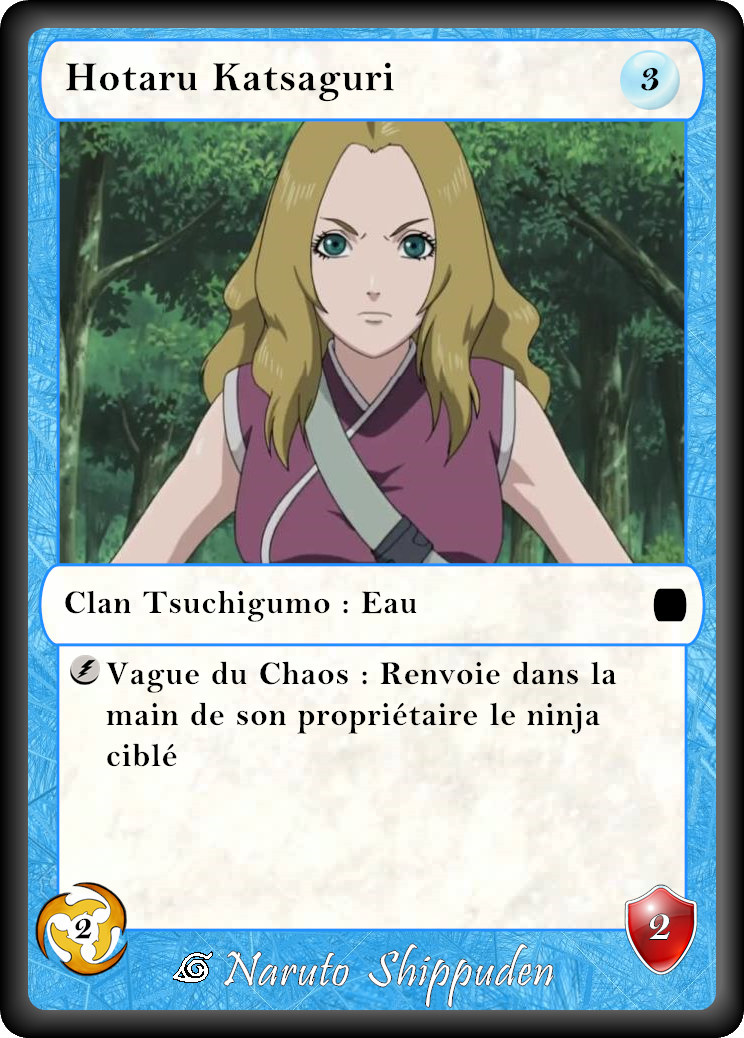 Hotaru Katsaguri
3
Clan Tsuchigumo : Eau
Vague du Chaos : Renvoie dans la
main de son propriétaire le ninja
ciblé
2
2
Naruto Shippuden